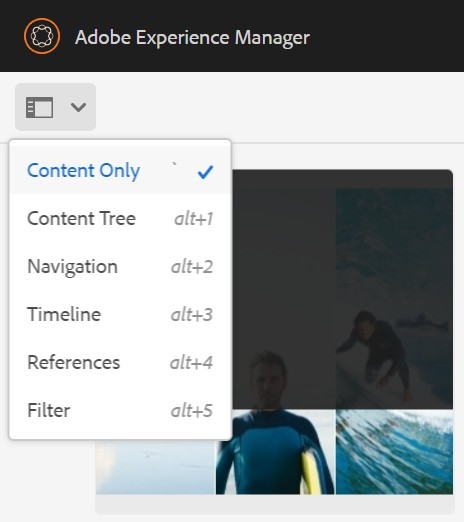 Adobe Experience Manager
Content Only `
Content Tree alt+1
Navigation alt+2
Timeline alt+3
References alt+4
Filter alt+5